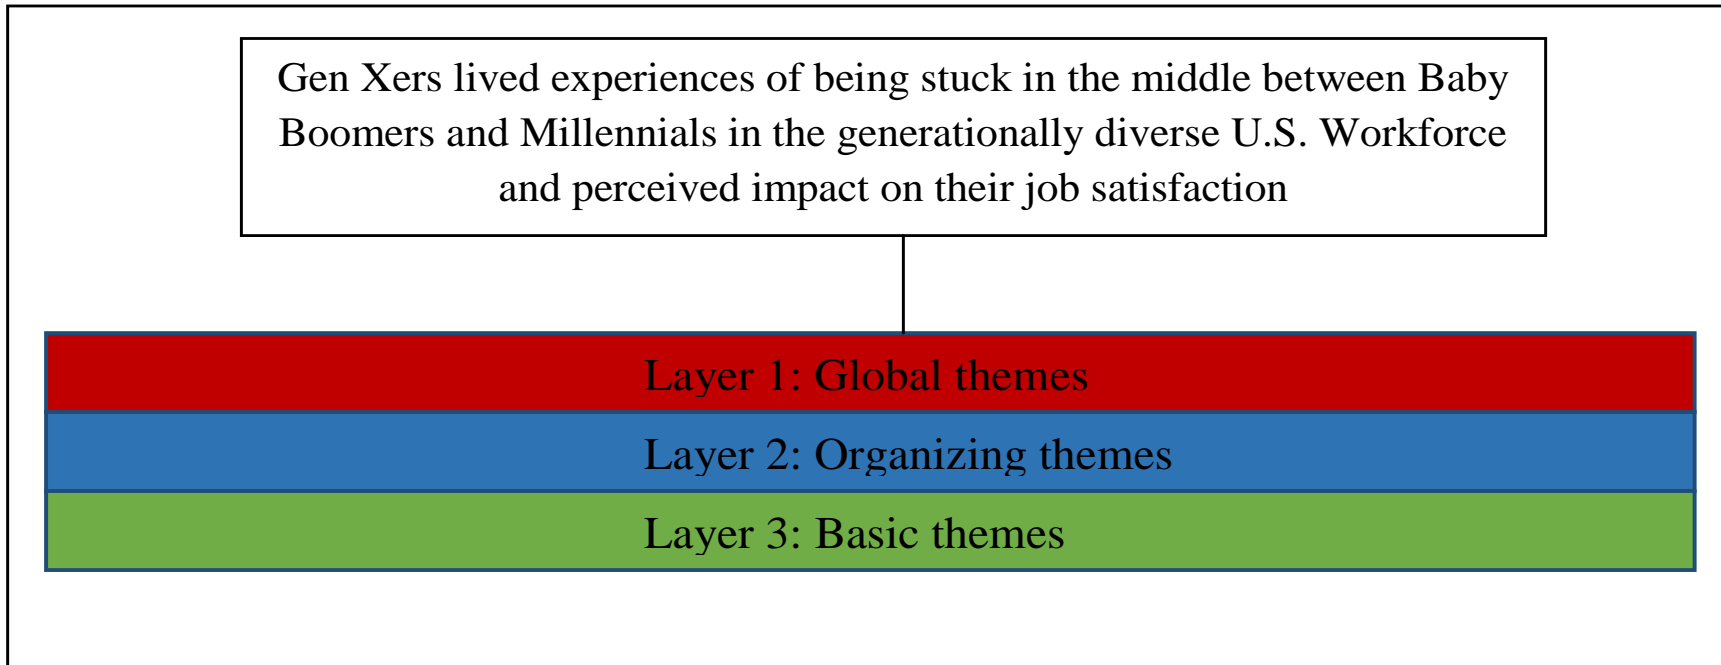 Gen Xers lived experiences of being stuck in the middle between Baby
Boomers and Millennials in the generationally diverse U.S. Workforce
and perceived impact on their job satisfaction
Layer 1: Global themes
Layer 2: Organizing themes
Layer 3: Basic themes